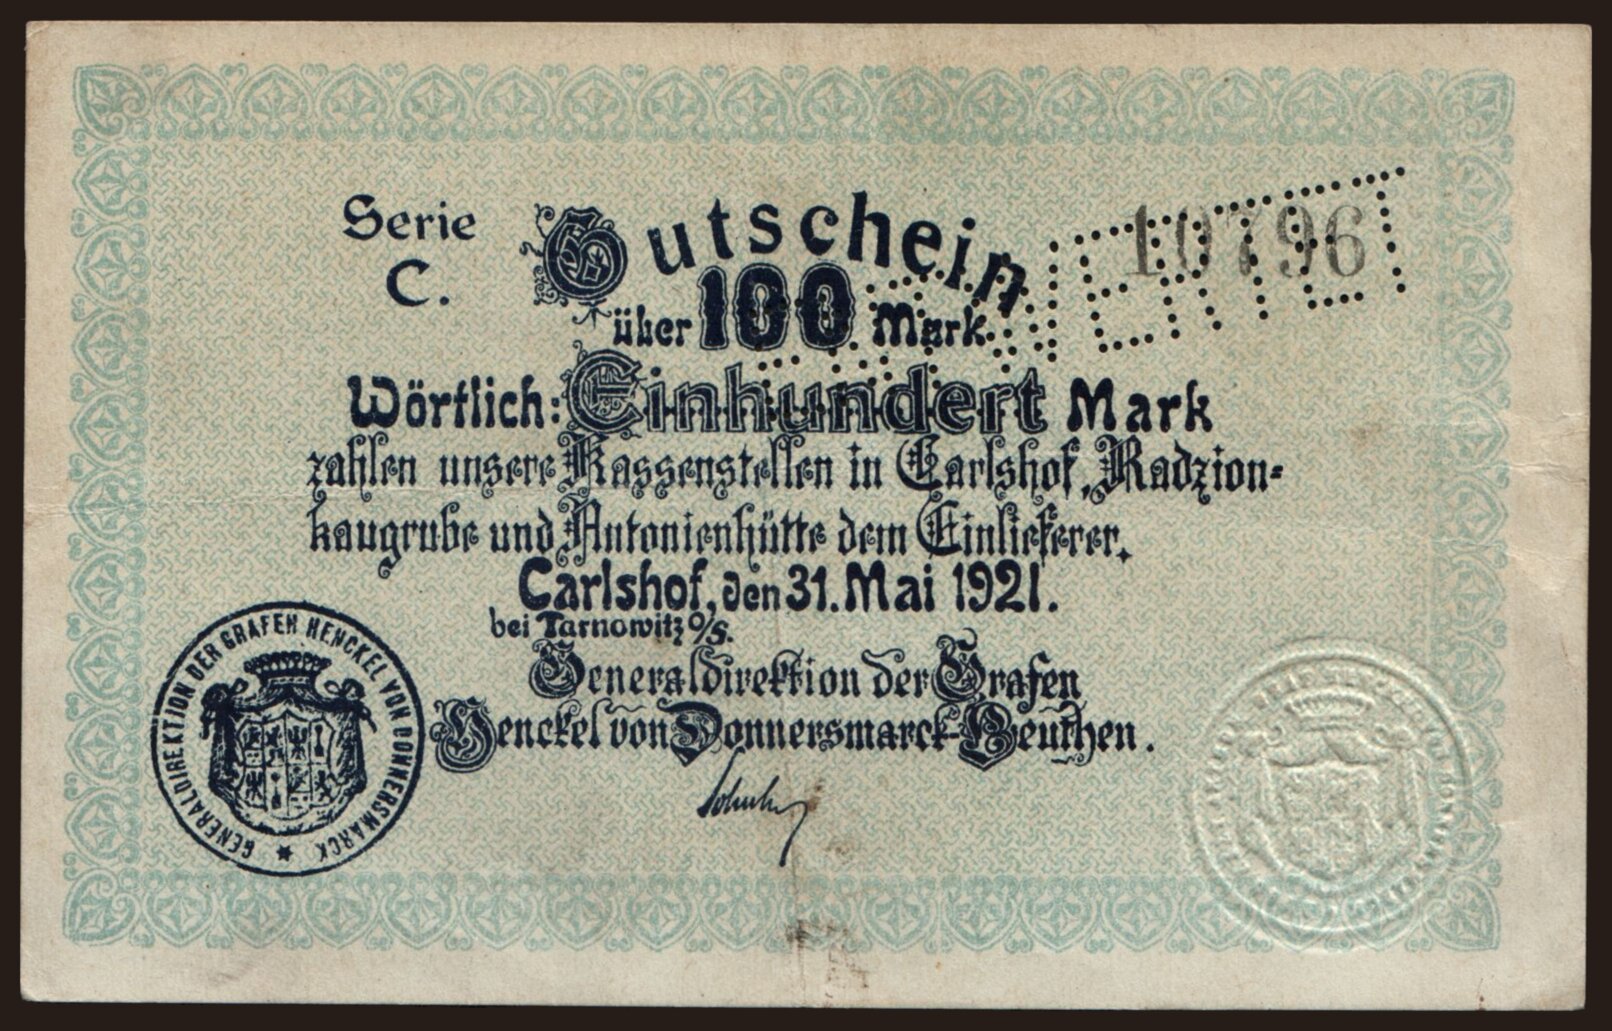 Serie
C.
Gutschein
10796
über 100 Mark
ENTWERTET
Wörtlich: Einhundert Mark
zahlen unsere Kassenstellen in Carlshof, Radzion=
kaugrube und Antonienhütte dem Einlieferer.
Carlshof, den 31. Mai 1921.
bei Tarnowitz O/S.
Generaldirektion der Grafen
Henckel von Donnersmarck-Beuthen.
GENERALDIREKTION DER GRAFEN HENCKEL VON DONNERSMARCK